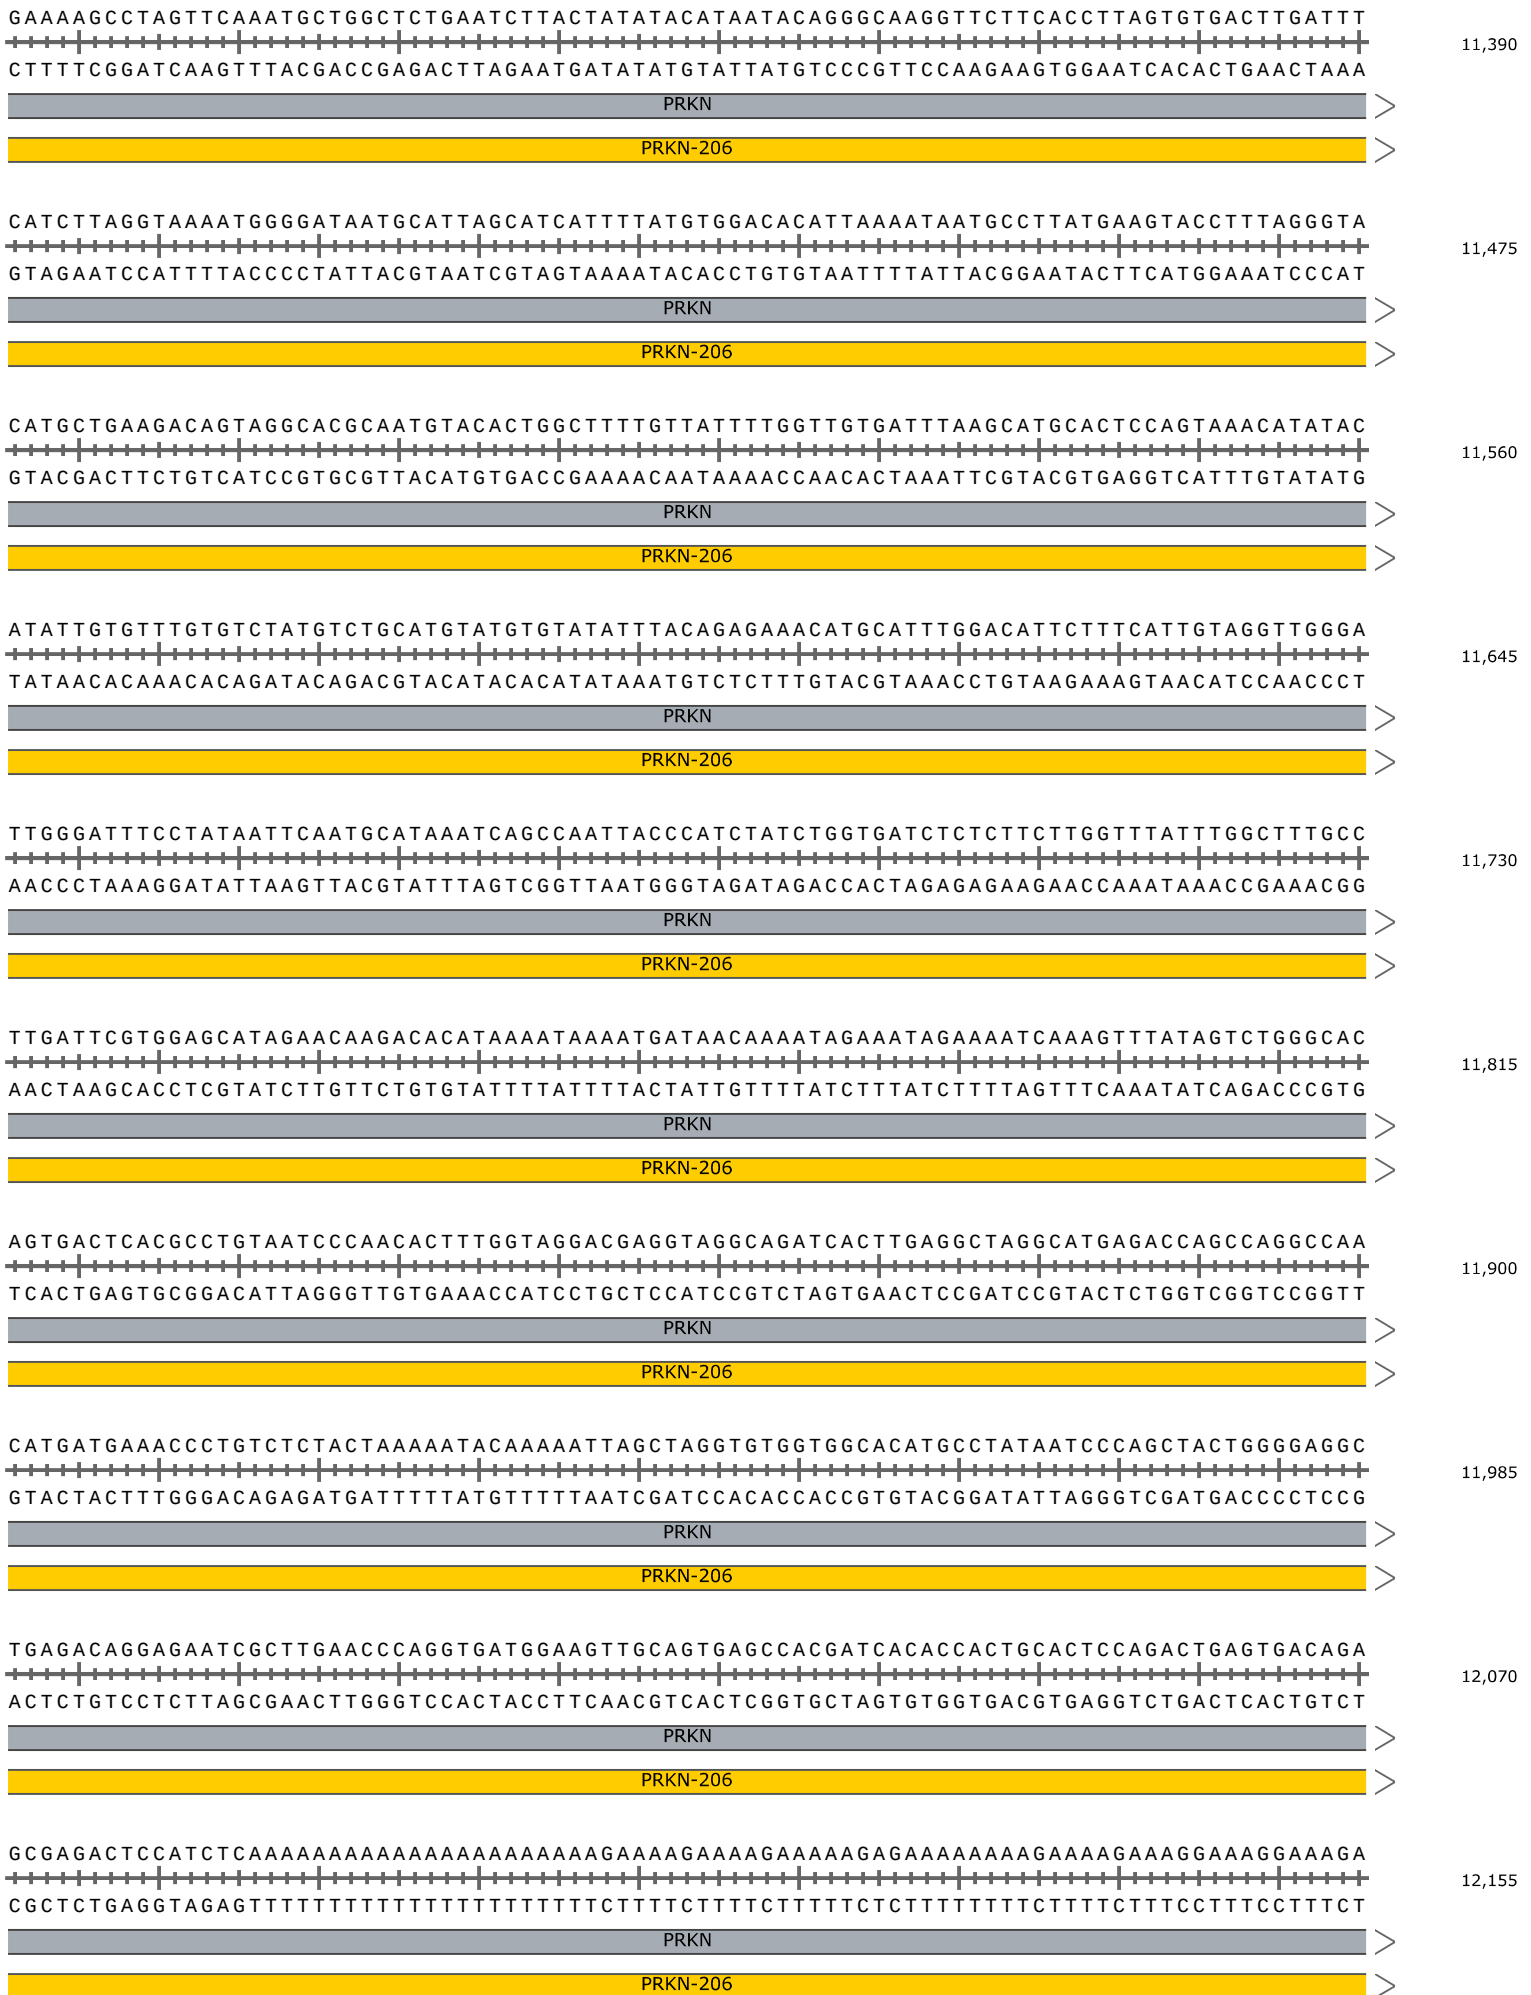 GAAAAGCCTAGTTCAAATGCTGGCTCTGAATCTTACTATATACATAATACAGGGCAAGGTTCTTCACCTTAGTGTGACTTGATTT
11,390
CTTTTCGGATCAAGTTTACGACCGAGACTTAGAATGATATATGTATTATGTCCCGTTCCAAGAAGTGGAATCACACTGAACTAAA
PRKN
PRKN-206
CATCTTAGGTAAAATGGGGATAATGCATTAGCATCATTTTATGTGGACACATTAAAATAATGCCTTATGAAGTACCTTTAGGGTA
11,475
GTAGAATCCATTTTACCCCTATTACGTAATCGTAGTAAAATACACCTGTGTAATTTTATTACGGAATACTTCATGGAAATCCCAT
PRKN
PRKN-206
CATGCTGAAGACAGTAGGCACGCAATGTACACTGGCTTTTGTTATTTTGGTTGTGATTTAAGCATGCACTCCAGTAAACATATAC
11,560
GTACGACTTCTGTCATCCGTGCGTTACATGTGACCGAAAACAATAAAACCAACACTAAATTCGTACGTGAGGTCATTTGTATATG
PRKN
PRKN-206
ATATTGTGTTTGTGTCTATGTCTGCATGTATGTGTATATTTACAGAGAAACATGCATTTGGACATTCTTTCATTGTAGGTTGGGA
11,645
TATAACACAAACACAGATACAGACGTACATACACATATAAATGTCTCTTTGTACGTAAACCTGTAAGAAAGTAACATCCAACCCT
PRKN
PRKN-206
TTGGGATTTCCTATAATTCAATGCATAAATCAGCCAATTACCCATCTATCTGGTGATCTCTCTTCTTGGTTTATTTGGCTTTGCC
11,730
AACCCTAAAGGATATTAAGTTACGTATTTAGTCGGTTAATGGGTAGATAGACCACTAGAGAGAAGAACCAAATAAACCGAAACGG
PRKN
PRKN-206
TTGATTCGTGGAGCATAGAACAAGACACATAAAATAAAATGATAACAAAATAGAAATAGAAAATCAAAGTTTATAGTCTGGGCAC
11,815
AACTAAGCACCTCGTATCTTGTTCTGTGTATTTTATTTTACTATTGTTTTATCTTTATCTTTTAGTTTCAAATATCAGACCCGTG
PRKN
PRKN-206
AGTGACTCACGCCTGTAATCCCAACACTTTGGTAGGACGAGGTAGGCAGATCACTTGAGGCTAGGCATGAGACCAGCCAGGCCAA
11,900
TCACTGAGTGCGGACATTAGGGTTGTGAAACCATCCTGCTCCATCCGTCTAGTGAACTCCGATCCGTACTCTGGTCGGTCCGGTT
PRKN
PRKN-206
CATGATGAAACCCTGTCTCTACTAAAAATACAAAAATTAGCTAGGTGTGGTGGCACATGCCTATAATCCCAGCTACTGGGGAGGC
11,985
GTACTACTTTGGGACAGAGATGATTTTTATGTTTTTAATCGATCCACACCACCGTGTACGGATATTAGGGTCGATGACCCCTCCG
PRKN
PRKN-206
TGAGACAGGAGAATCGCTTGAACCCAGGTGATGGAAGTTGCAGTGAGCCACGATCACACCACTGCACTCCAGACTGAGTGACAGA
12,070
ACTCTGTCCTCTTAGCGAACTTGGGTCCACTACCTTCAACGTCACTCGGTGCTAGTGTGGTGACGTGAGGTCTGACTCACTGTCT
PRKN
PRKN-206
GCGAGACTCCATCTCAAAAAAAAAAAAAAAAAAAAAAGAAAAGAAAAGAAAAAGAGAAAAAAAAGAAAAGAAAGGAAAGGAAAGA
12,155
CGCTCTGAGGTAGAGTTTTTTTTTTTTTTTTTTTTTTCTTTTCTTTTCTTTTTCTCTTTTTTTTCTTTTCTTTCCTTTCCTTTCT
PRKN
PRKN-206